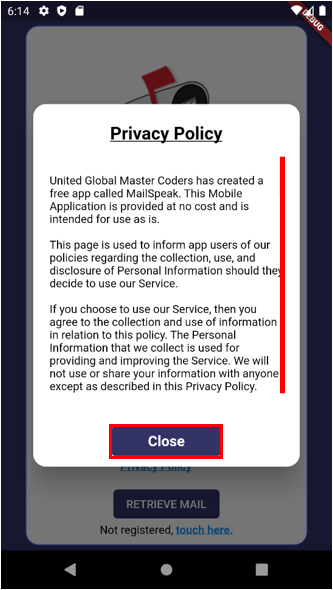 6:14
DEBUG
Privacy Policy
United Global Master Coders has created a
free app called MailSpeak. This Mobile
Application is provided at no cost and is
intended for use as is.
This page is used to inform app users of our
policies regarding the collection, use, and
disclosure of Personal Information should they
decide to use our Service.
If you choose to use our Service, then you
agree to the collection and use of information
in relation to this policy. The Personal
Information that we collect is used for
providing and improving the Service. We will
not use or share your information with anyone
except as described in this Privacy Policy.
Close
Privacy Policy
RETRIEVE MAIL
Not registered, touch here.